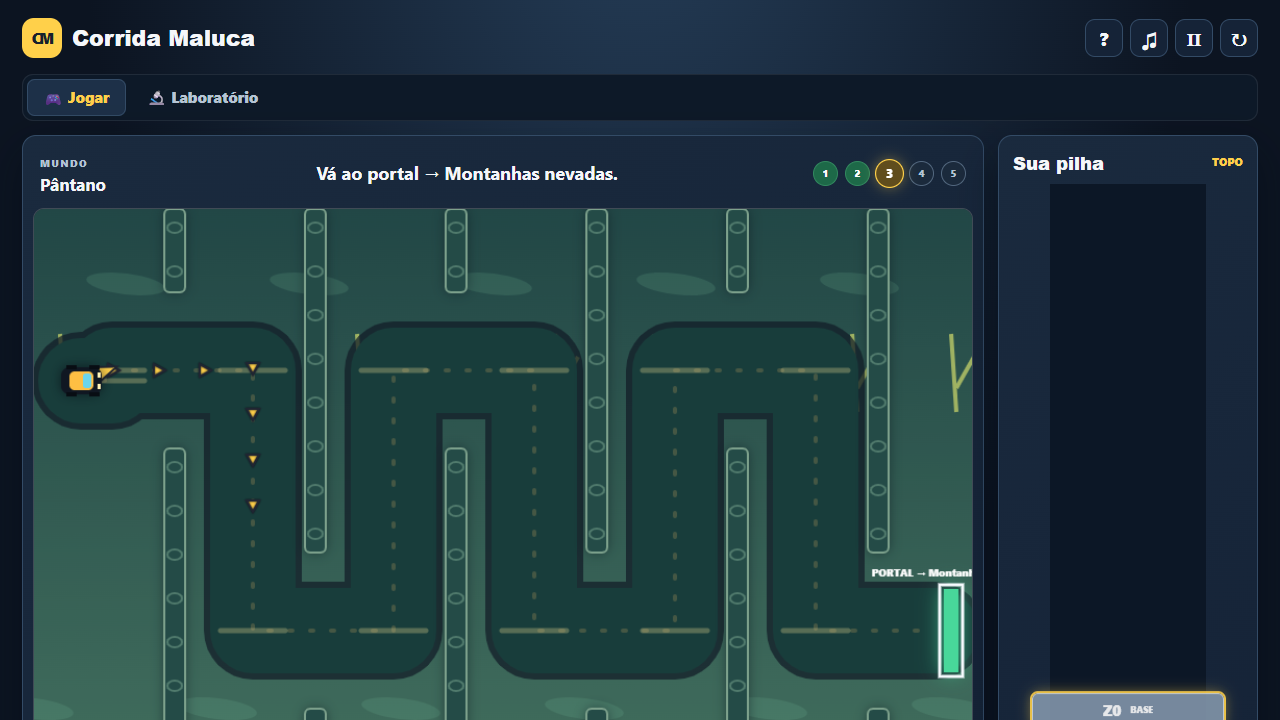 CM Corrida Maluca
? ♫ II ↻
🎮 Jogar
🔬 Laboratório
MUNDO
Pântano
Vá ao portal → Montanhas nevadas.
1 2 3 4 5
Sua pilha
TOPO
PORTAL → Montanh
Z0 BASE